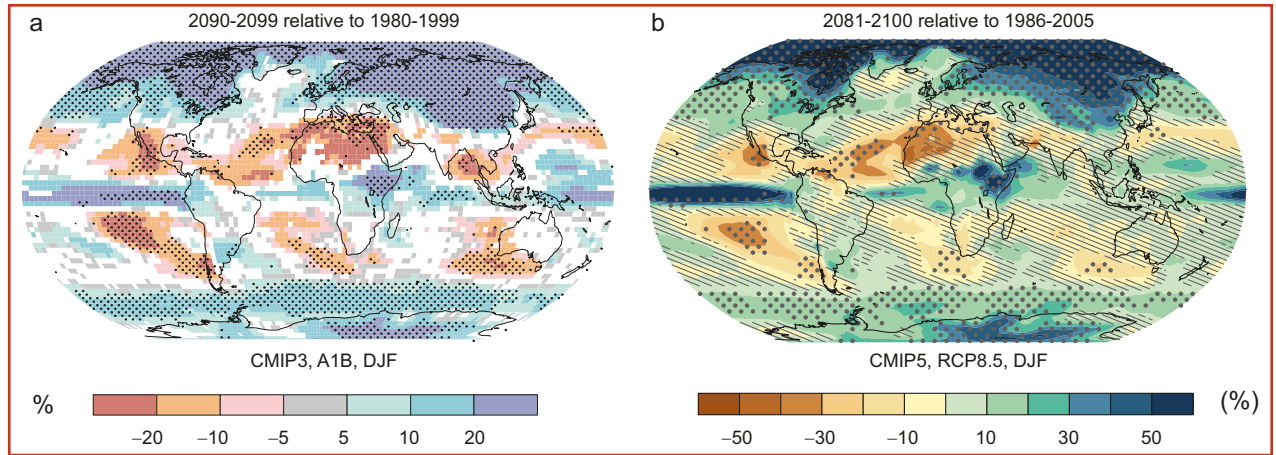 a
2090-2099 relative to 1980-1999
CMIP3, A1B, DJF
%
−20 −10 −5 5 10 20
b
2081-2100 relative to 1986-2005
CMIP5, RCP8.5, DJF
(%)
−50 −30 −10 10 30 50